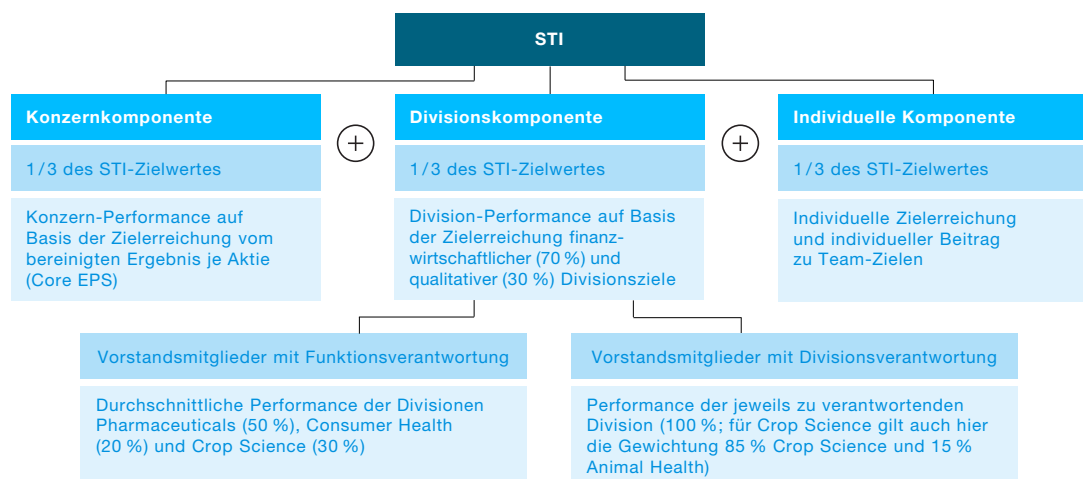 STI
Konzernkomponente
1/3 des STI-Zielwertes
Konzern-Performance auf
Basis der Zielerreichung vom
bereinigten Ergebnis je Aktie
(Core EPS)
+
Divisionskomponente
1/3 des STI-Zielwertes
Division-Performance auf Basis
der Zielerreichung finanz-
wirtschaftlicher (70 %) und
qualitativer (30 %) Divisionsziele
+
Individuelle Komponente
1/3 des STI-Zielwertes
Individuelle Zielerreichung
und individueller Beitrag
zu Team-Zielen
Vorstandsmitglieder mit Funktionsverantwortung
Durchschnittliche Performance der Divisionen
Pharmaceuticals (50 %), Consumer Health
(20 %) und Crop Science (30 %)
Vorstandsmitglieder mit Divisionsverantwortung
Performance der jeweils zu verantwortenden
Division (100 %; für Crop Science gilt auch hier
die Gewichtung 85 % Crop Science und 15 %
Animal Health)